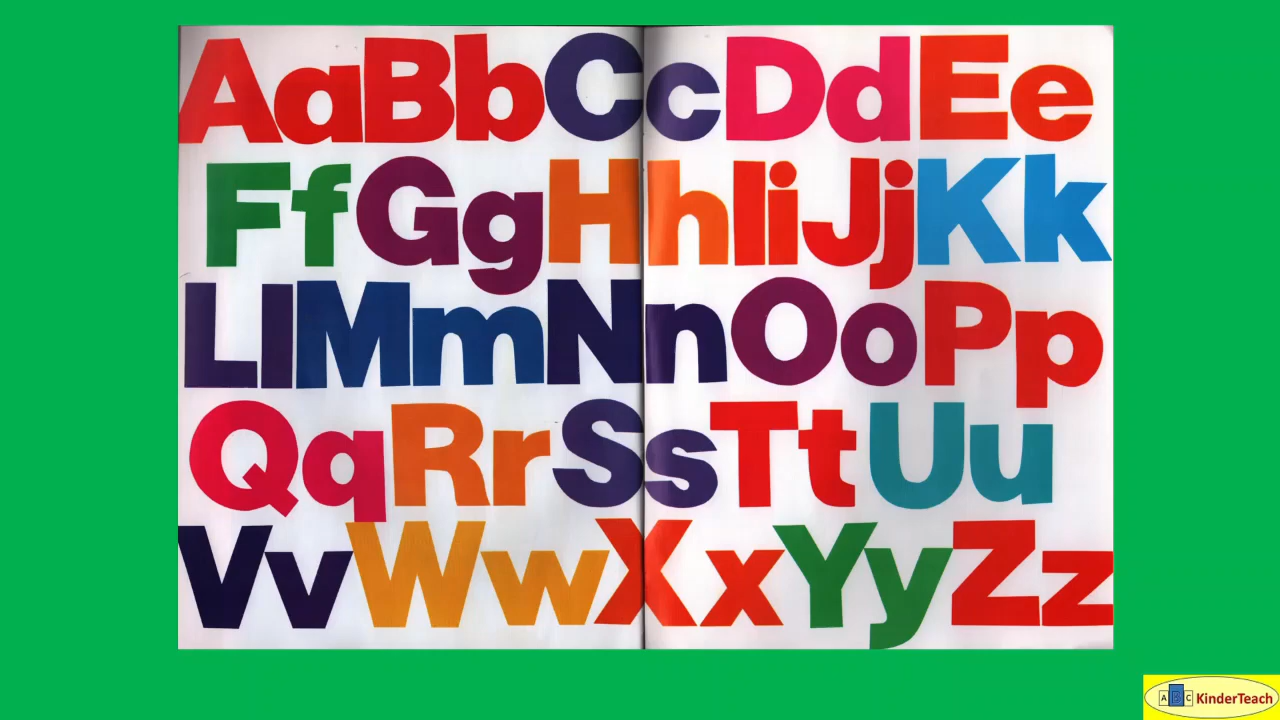 AaBbCcDdEe
FfGgHhIiJjKk
LlMmNnOoPp
QqRrSsTtUu
VvWwXxYyZz
ABC KinderTeach